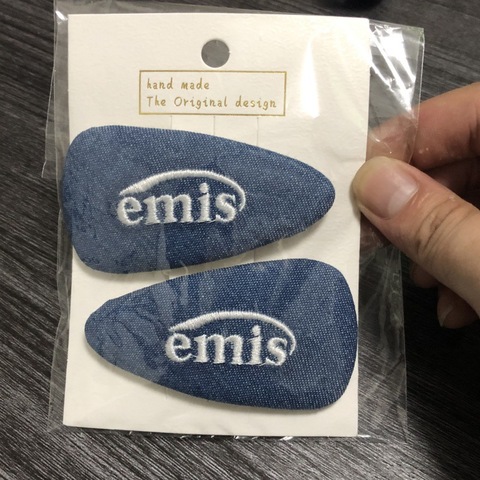 hand made
The Original design
emis
emis